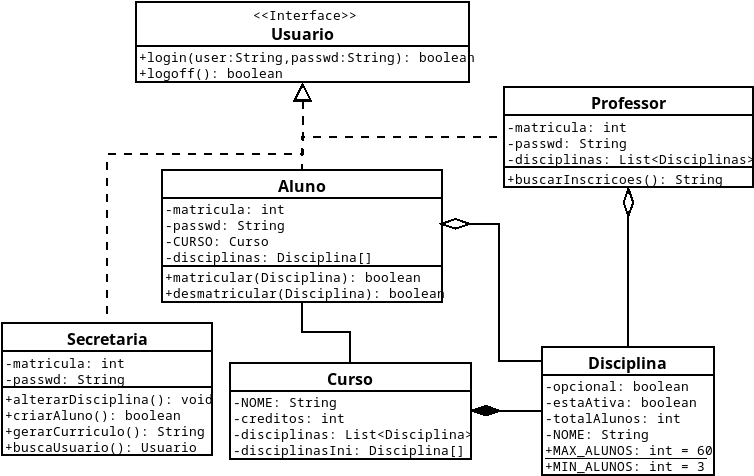 <<Interface>>
Usuario
+login(user:String,passwd:String): boolean
+logoff(): boolean
Professor
-matricula: int
-passwd: String
-disciplinas: List<Disciplinas>
+buscarInscricoes(): String
Aluno
-matricula: int
-passwd: String
-CURSO: Curso
-disciplinas: Disciplina[]
+matricular(Disciplina): boolean
+desmatricular(Disciplina): boolean
Secretaria
-matricula: int
-passwd: String
+alterarDisciplina(): void
+criarAluno(): boolean
+gerarCurriculo(): String
+buscaUsuario(): Usuario
Curso
-NOME: String
-creditos: int
-disciplinas: List<Disciplina>
-disciplinasIni: Disciplina[]
Disciplina
-opcional: boolean
-estaAtiva: boolean
-totalAlunos: int
-NOME: String
+MAX_ALUNOS: int = 60
+MIN_ALUNOS: int = 3